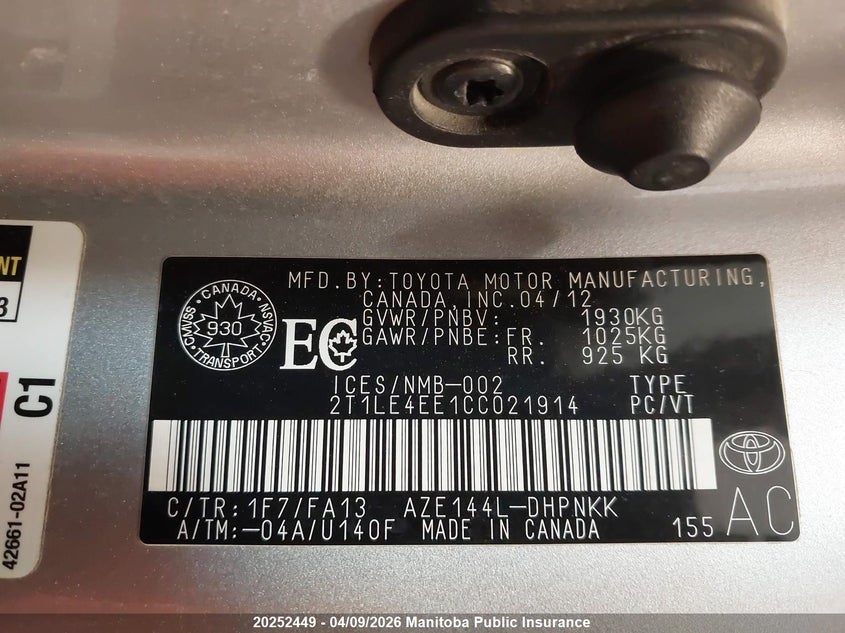 MFD.BY:TOYOTA MOTOR MANUFACTURING,
CANADA, INC.04/12
GVWR/PNBV: 1930KG
GAWR/PNBE:FR. 1025KG
RR. 925 KG
CANADA
CMVSS 930 NSVAC
TRANSPORT
EC
ICES/NMB-002 TYPE
2T1LE4EE1CC021914 PC/VT
C/TR:1F7/FA13 AZE144L-DHPNKK
A/TM:-04A/U140F MADE IN CANADA 155 AC
NT
3
C1
42661-02A11
20252449 - 04/09/2026 Manitoba Public Insurance